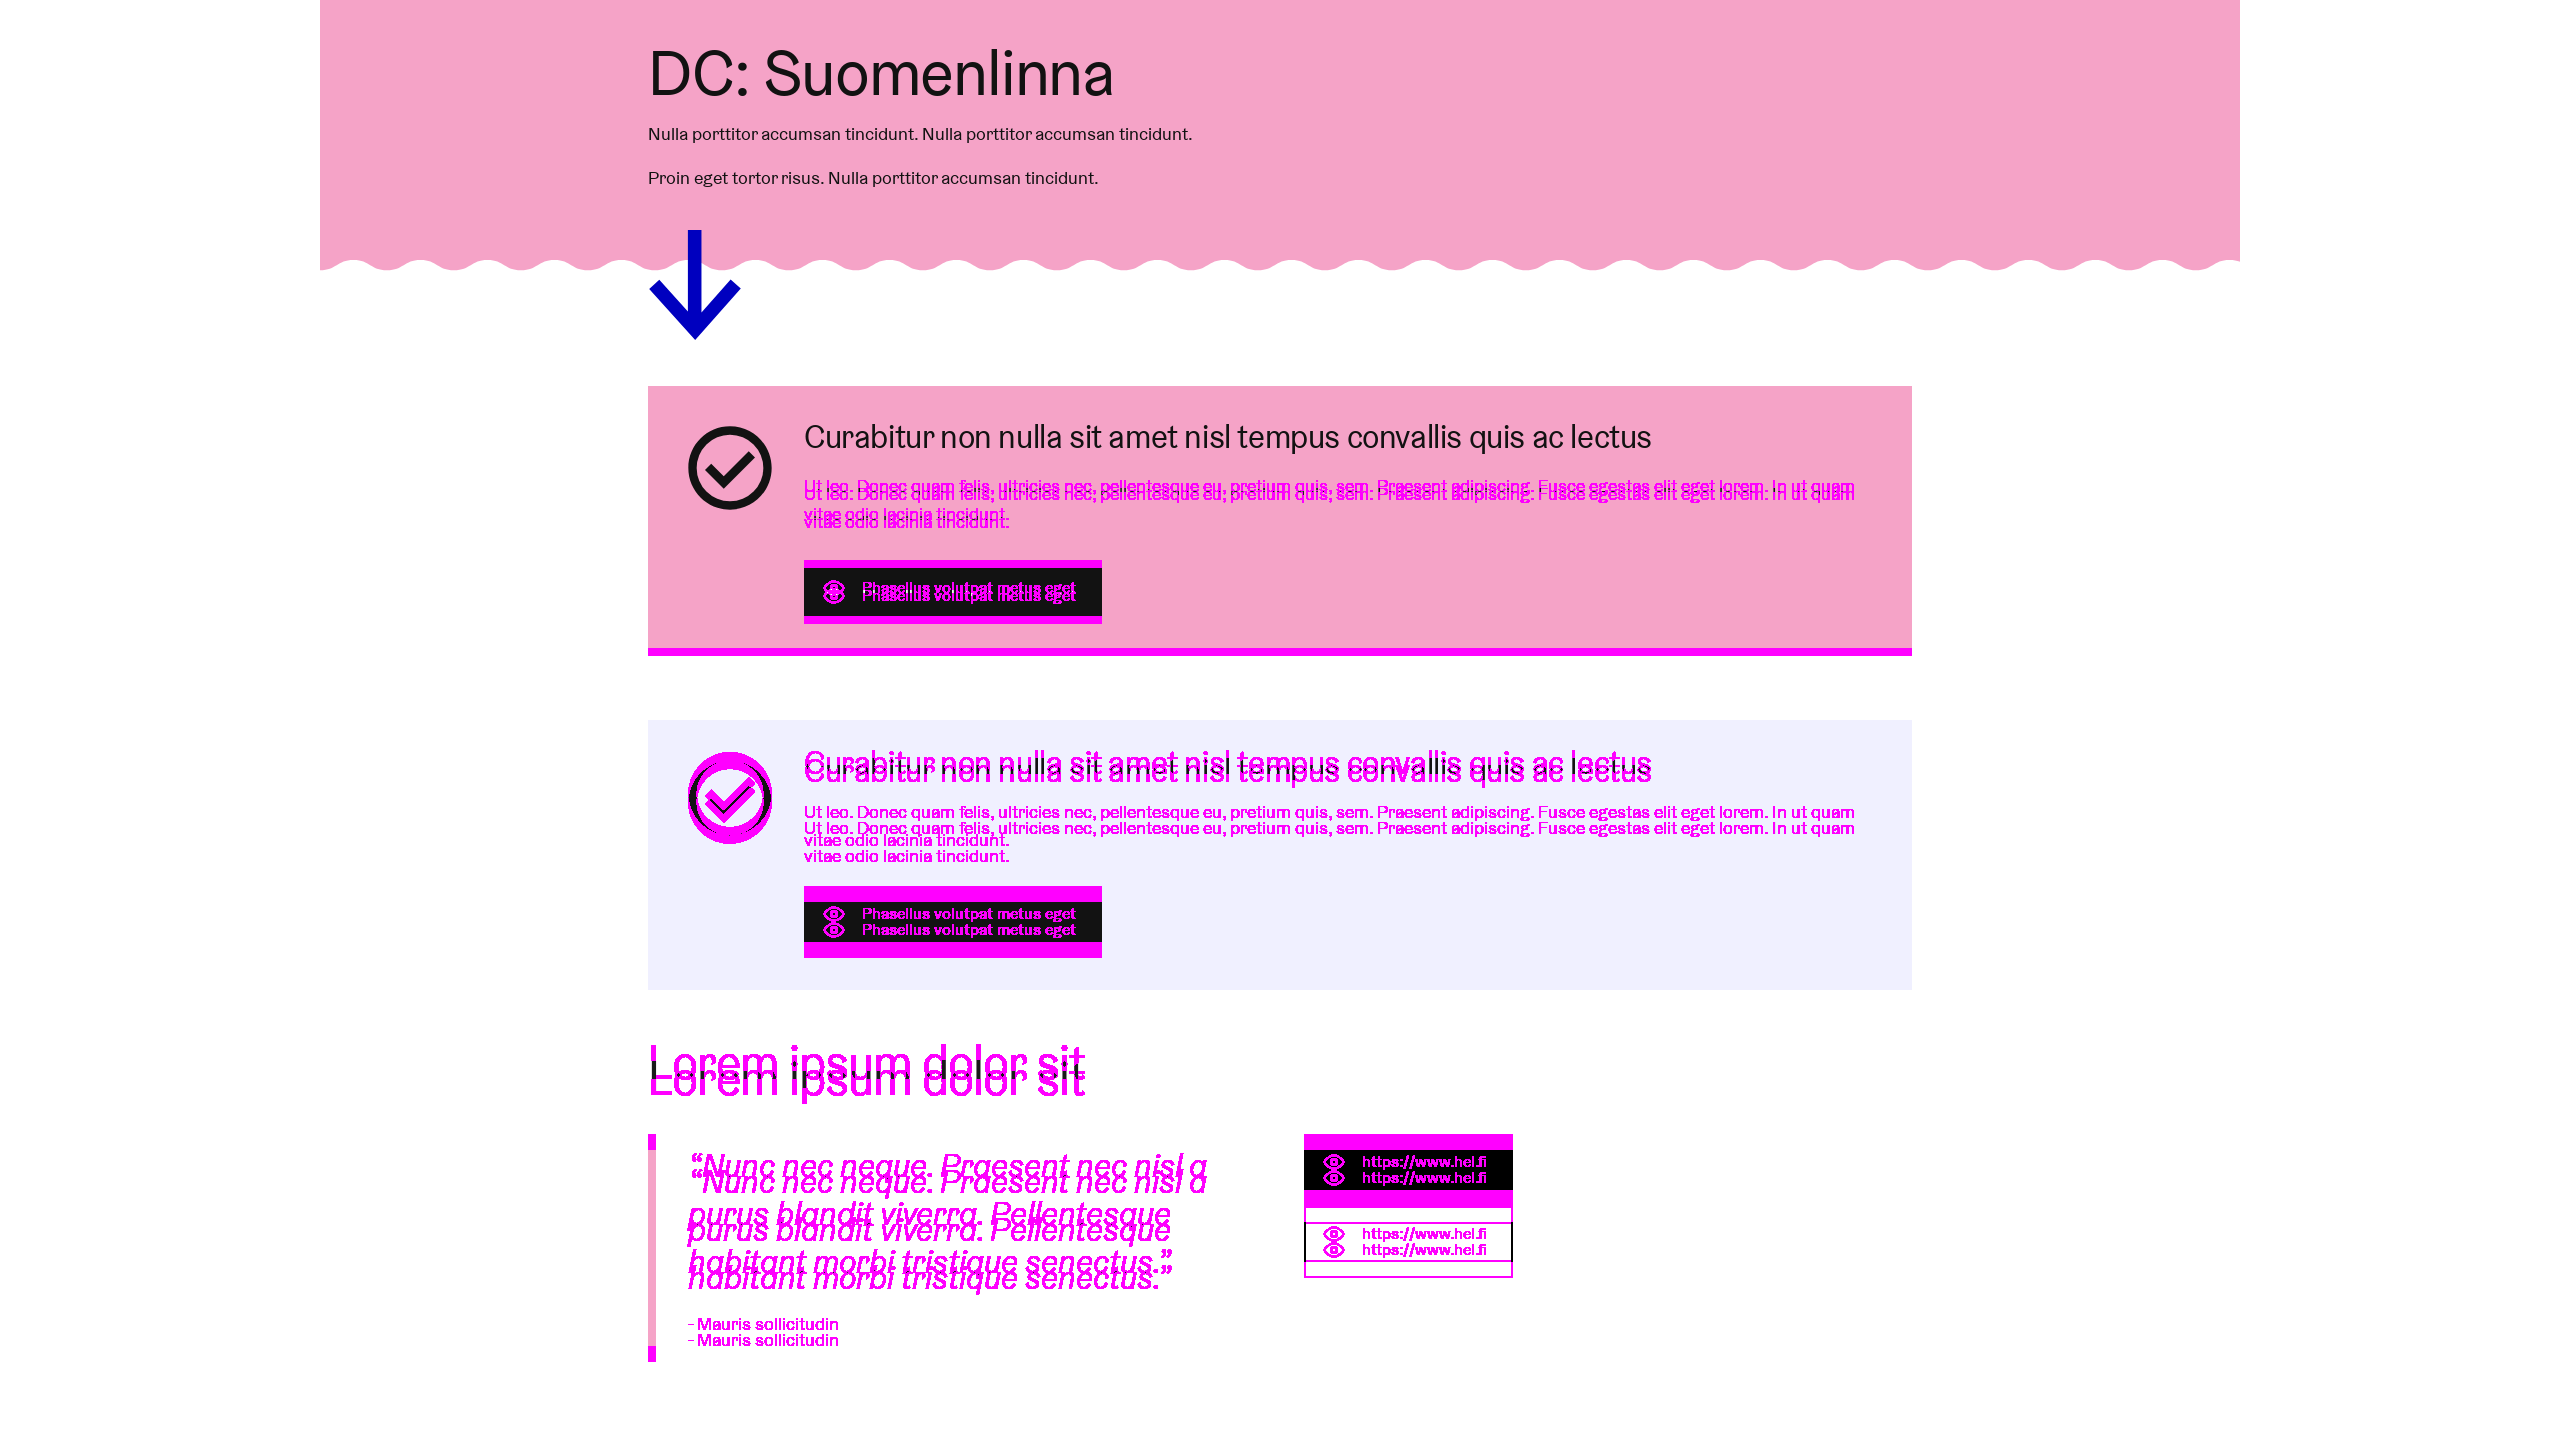 DC: Suomenlinna
Nulla porttitor accumsan tincidunt. Nulla porttitor accumsan tincidunt.
Proin eget tortor risus. Nulla porttitor accumsan tincidunt.
Curabitur non nulla sit amet nisl tempus convallis quis ac lectus
Ut leo. Donec quam felis, ultricies nec, pellentesque eu, pretium quis, sem. Praesent adipiscing. Fusce egestas elit eget lorem. In ut quam
Ut leo. Donec quam felis, ultricies nec, pellentesque eu, pretium quis, sem. Praesent adipiscing. Fusce egestas elit eget lorem. In ut quam
vitae odio lacinia tincidunt.
vitae odio lacinia tincidunt.
Phasellus volutpat metus eget
Phasellus volutpat metus eget
Curabitur non nulla sit amet nisl tempus convallis quis ac lectus
Curabitur non nulla sit amet nisl tempus convallis quis ac lectus
Ut leo. Donec quam felis, ultricies nec, pellentesque eu, pretium quis, sem. Praesent adipiscing. Fusce egestas elit eget lorem. In ut quam
Ut leo. Donec quam felis, ultricies nec, pellentesque eu, pretium quis, sem. Praesent adipiscing. Fusce egestas elit eget lorem. In ut quam
vitae odio lacinia tincidunt.
vitae odio lacinia tincidunt.
Phasellus volutpat metus eget
Phasellus volutpat metus eget
Lorem ipsum dolor sit
Lorem ipsum dolor sit
“Nunc nec neque. Praesent nec nisl a
“Nunc nec neque. Praesent nec nisl a
purus blandit viverra. Pellentesque
purus blandit viverra. Pellentesque
habitant morbi tristique senectus.”
habitant morbi tristique senectus.”
- Mauris sollicitudin
- Mauris sollicitudin
https://www.hel.fi
https://www.hel.fi
https://www.hel.fi
https://www.hel.fi